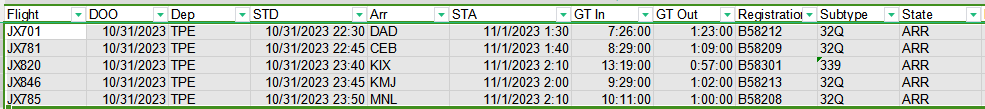 Flight DOO Dep STD Arr STA GT In GT Out Registration Subtype State
JX701 10/31/2023 TPE 10/31/2023 22:30 DAD 11/1/2023 1:30 7:26:00 1:23:00 B58212 32Q ARR
JX781 10/31/2023 TPE 10/31/2023 22:45 CEB 11/1/2023 1:40 8:29:00 1:09:00 B58209 32Q ARR
JX820 10/31/2023 TPE 10/31/2023 23:40 KIX 11/1/2023 2:10 13:19:00 0:57:00 B58301 339 ARR
JX846 10/31/2023 TPE 10/31/2023 22:45 KMJ 11/1/2023 2:00 9:29:00 1:02:00 B58213 32Q ARR
JX785 10/31/2023 TPE 10/31/2023 23:50 MNL 11/1/2023 2:10 10:11:00 1:00:00 B58208 32Q ARR